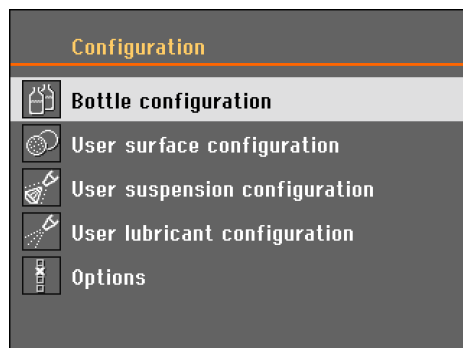 Configuration
Bottle configuration
User surface configuration
User suspension configuration
User lubricant configuration
Options